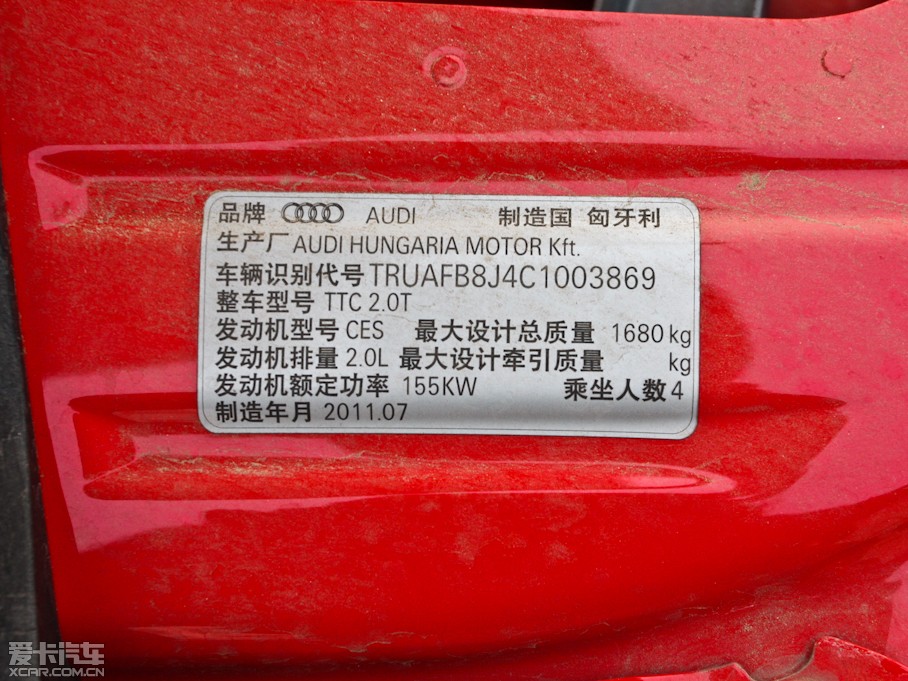 品牌 AUDI 制造国 匈牙利
生产厂 AUDI HUNGARIA MOTOR Kft.
车辆识别代号 TRUAFB8J4C1003869
整车型号 TTC 2.0T
发动机型号 CES 最大设计总质量 1680 kg
发动机排量 2.0L 最大设计牵引质量 kg
发动机额定功率 155KW 乘坐人数 4
制造年月 2011.07
爱卡汽车
XCAR.COM.CN